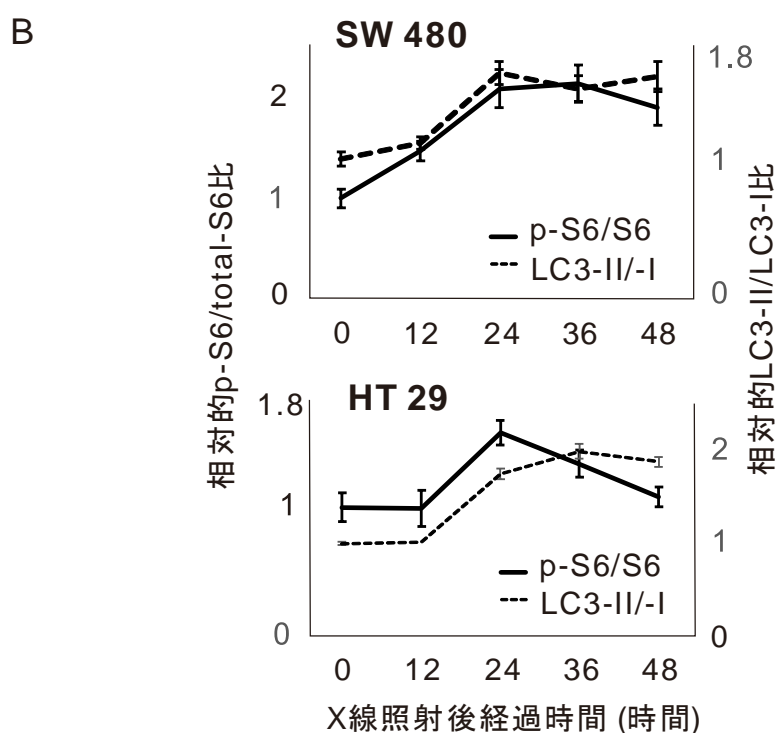 B
SW 480
相対的p-S6/total-S6比
2
1
0
1.8
1
0
相対的LC3-II/LC3-I比
p-S6/S6
LC3-II/-I
0 12 24 36 48
HT 29
1.8
1
0
2
1
0
p-S6/S6
LC3-II/-I
0 12 24 36 48
X線照射後経過時間 (時間)